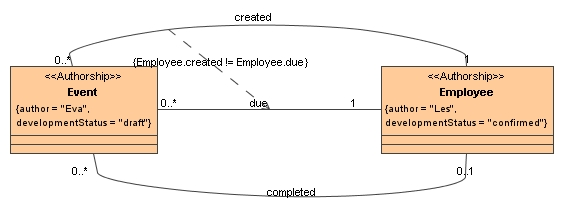 created
0..*
1
{Employee.created != Employee.due}
<<Authorship>>
Event
{author = "Eva",
developmentStatus = "draft"}
0..*
due
1
<<Authorship>>
Employee
{author = "Les",
developmentStatus = "confirmed"}
0..*
0..1
completed